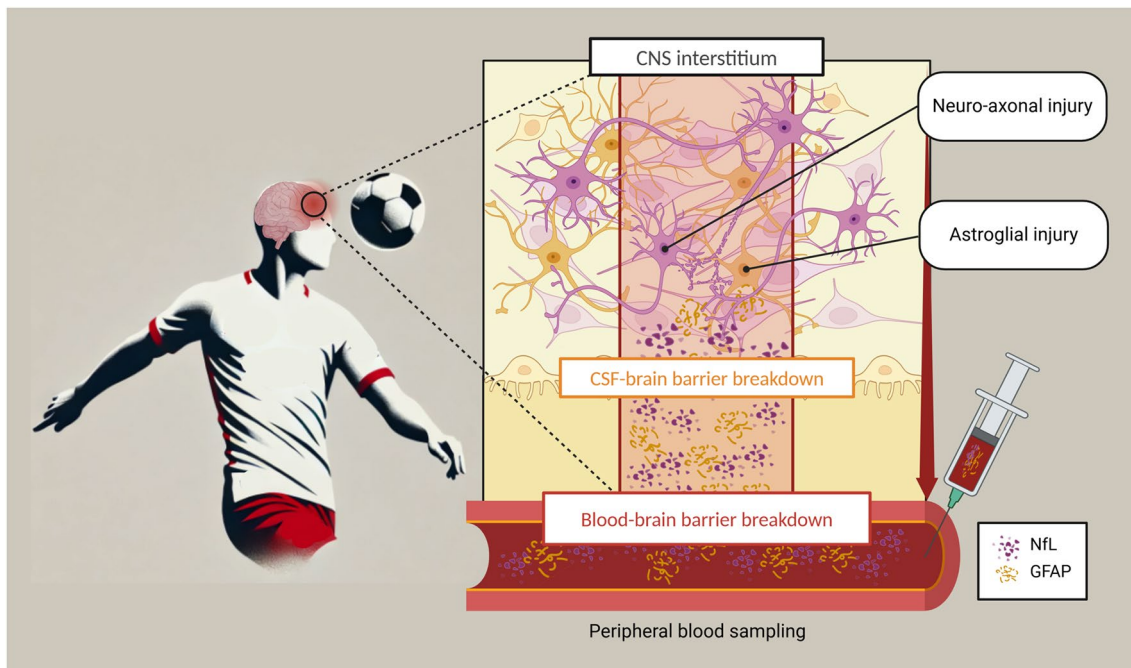 CNS interstitium
Neuro-axonal injury
Astroglial injury
CSF-brain barrier breakdown
Blood-brain barrier breakdown
NfL
GFAP
Peripheral blood sampling